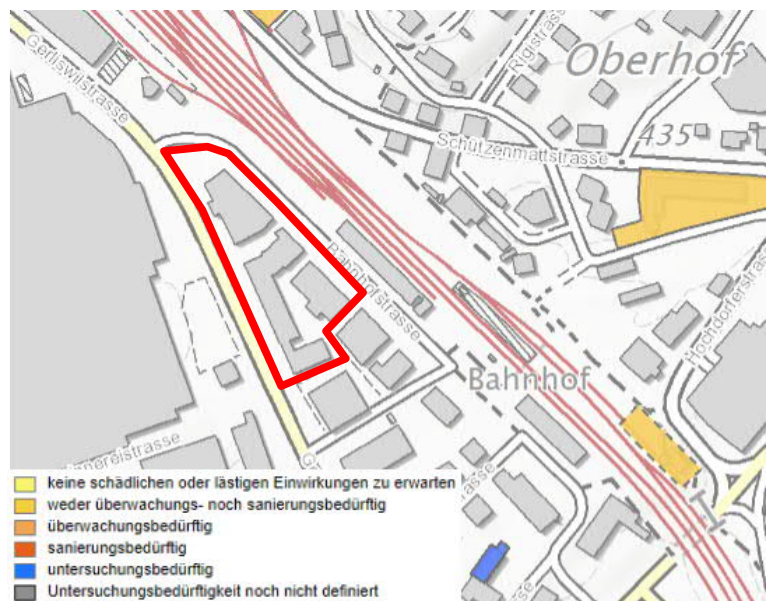 Gerliswilstrasse
Rigistrasse
Oberhof
435
Schützenmattstrasse
Bahnhofstrasse
Hochdorferstrasse
Bahnhof
keine schädlichen oder lästigen Einwirkungen zu erwarten
weder überwachungs- noch sanierungsbedürftig
überwachungsbedürftig
sanierungsbedürftig
untersuchungsbedürftig
Untersuchungsbedürftigkeit noch nicht definiert